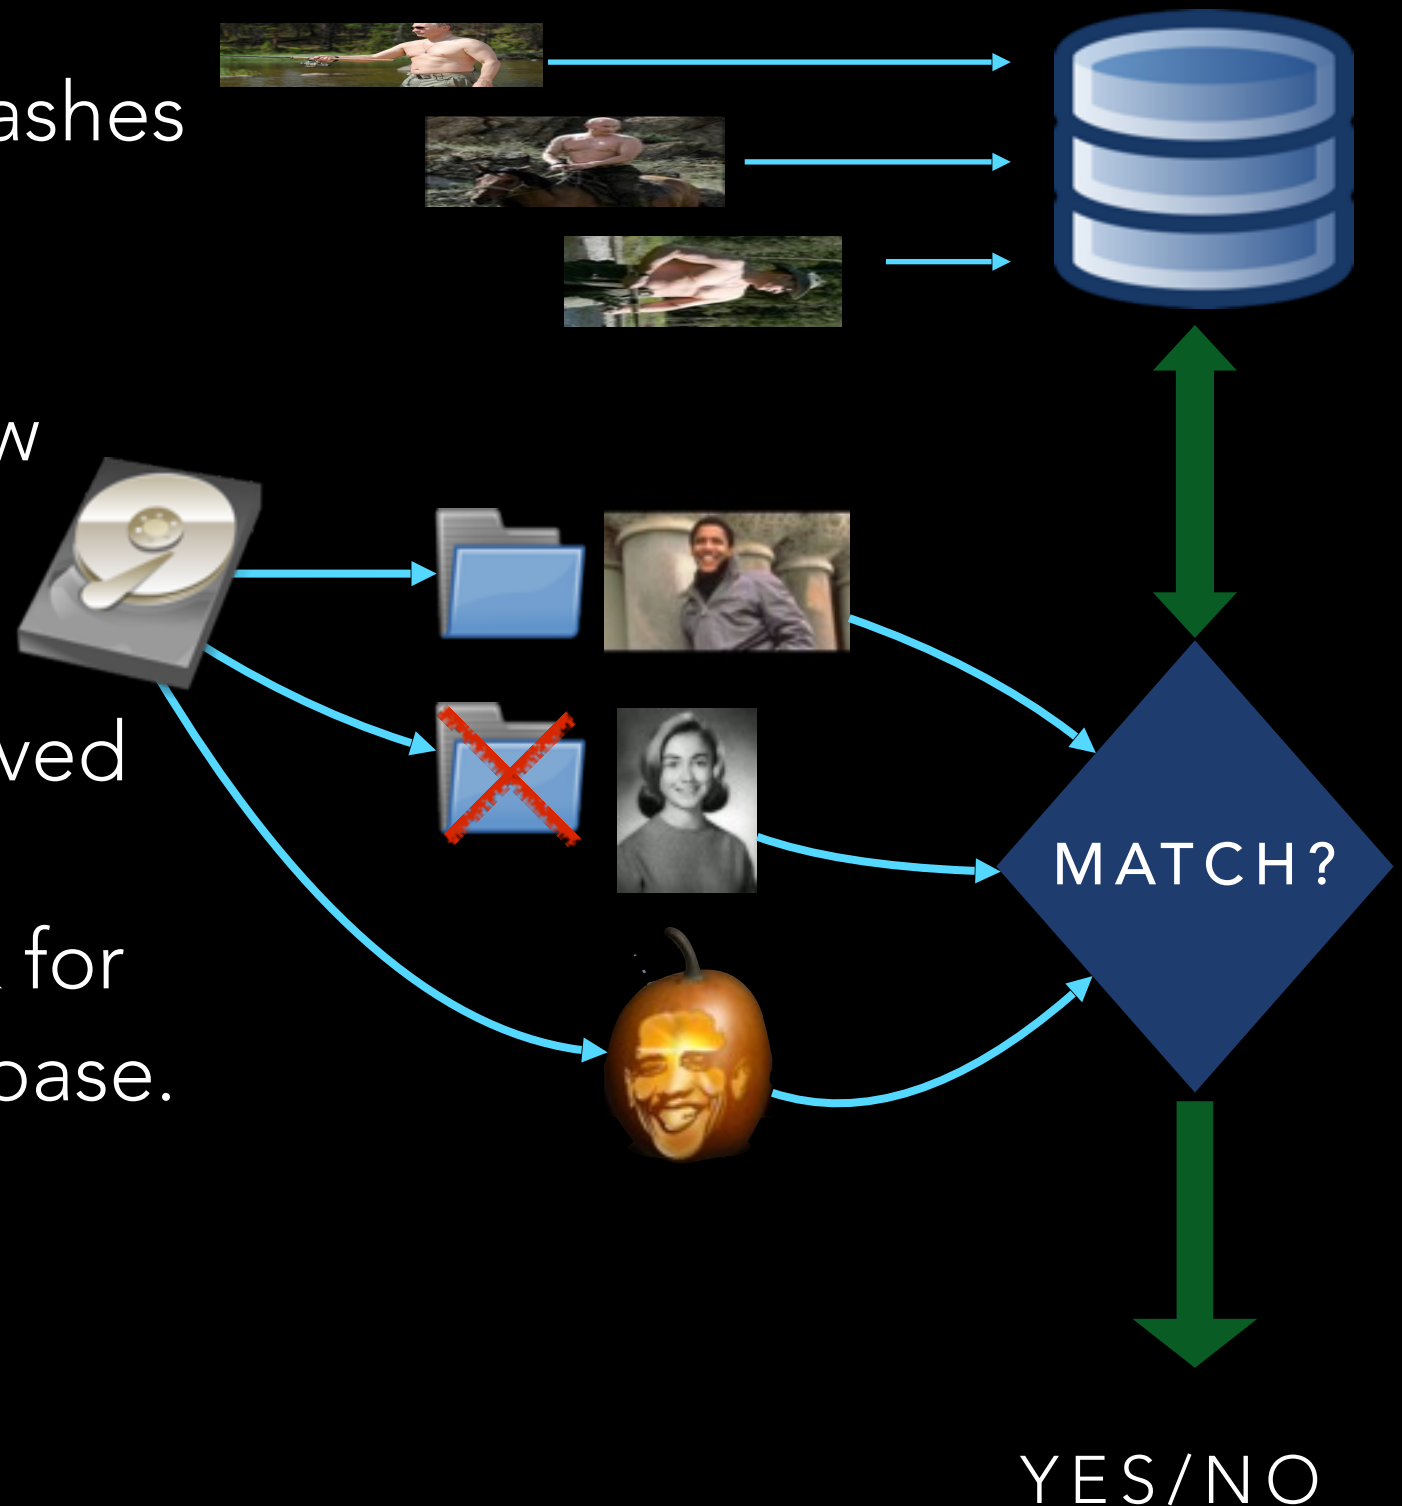 ashes
w
ved
for
base.
MATCH?
YES/NO